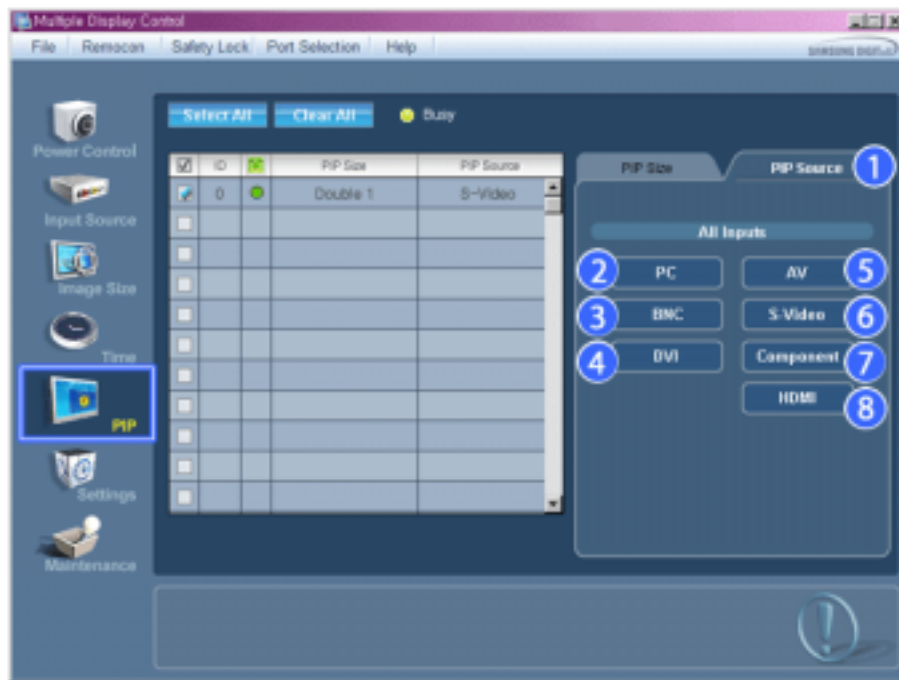 Multiple Display Control
File Remocon Safety Lock Port Selection Help
SAMSUNG DIGITall
Select All Clear All Busy
Power Control
Input Source
Image Size
Time
PIP
Settings
Maintenance
ID PIP Size PIP Source
0 Double 1 S-Video
PIP Size PIP Source 1
All Inputs
2 PC AV 5
3 BNC S-Video 6
4 DVI Component 7
HDMI 8